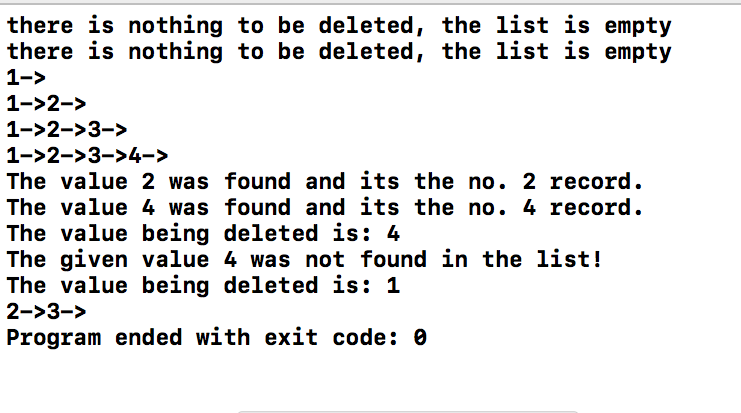 there is nothing to be deleted, the list is empty
there is nothing to be deleted, the list is empty
1->
1->2->
1->2->3->
1->2->3->4->
The value 2 was found and its the no. 2 record.
The value 4 was found and its the no. 4 record.
The value being deleted is: 4
The given value 4 was not found in the list!
The value being deleted is: 1
2->3->
Program ended with exit code: 0